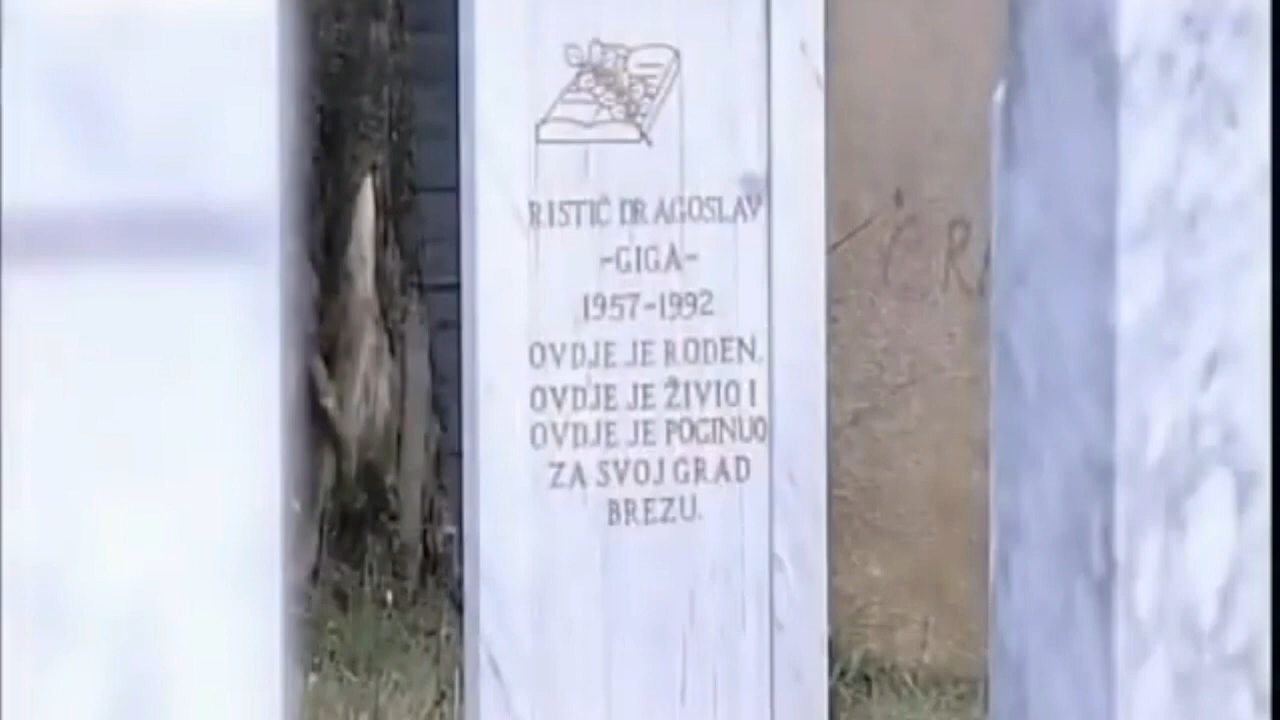 RISTIĆ DRAGOSLAV
-GIGA-
1957-1992
OVDJE JE ROĐEN,
OVDJE JE ŽIVIO I
OVDJE JE POGINUO
ZA SVOJ GRAD
BREZU.